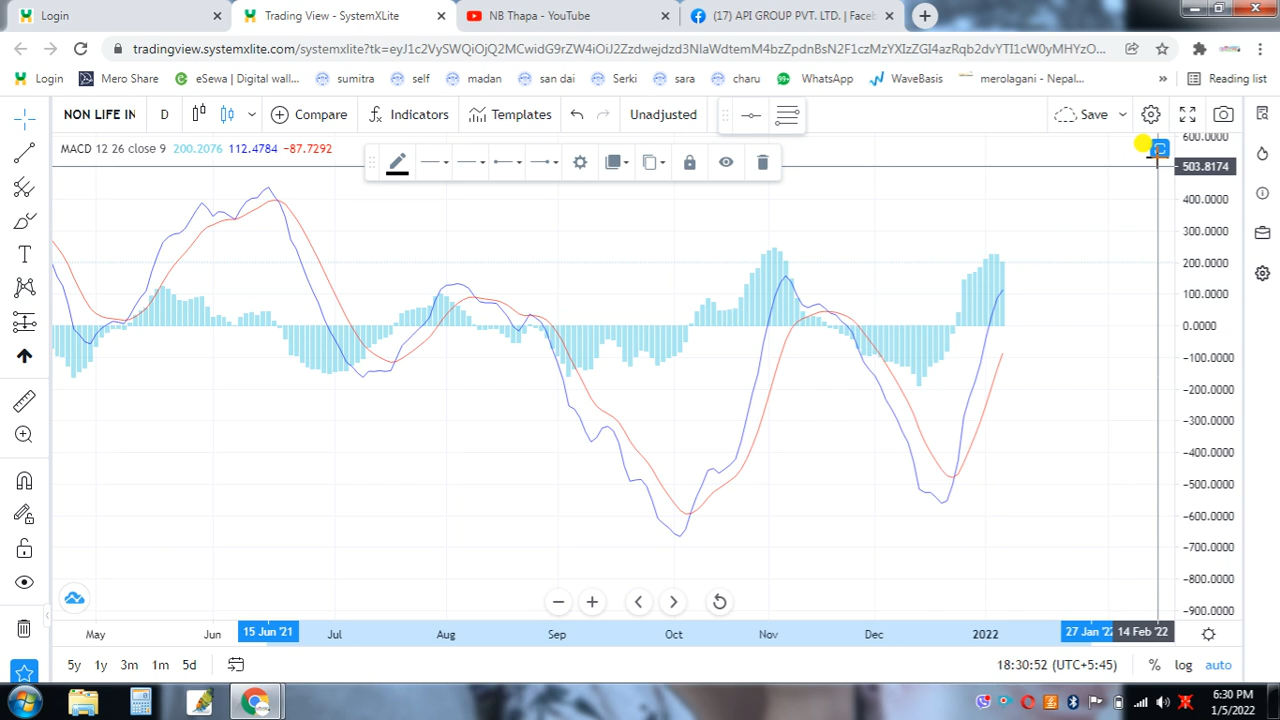 Login
Trading View - SystemXLite
NB Thapa - YouTube
(17) API GROUP PVT. LTD. | Faceb
Login
Mero Share
eSewa | Digital wall...
sumitra
self
madan
san dai
Serki
sara
charu
WhatsApp
WaveBasis
merolagani - Nepal...
»
Reading list
NON LIFE IN
D
Compare
Indicators
Templates
Unadjusted
Save
MACD 12 26 close 9 200.2076 112.4784 −87.7292
600.0000
503.8174
400.0000
300.0000
200.0000
100.0000
0.0000
−100.0000
−200.0000
−300.0000
−400.0000
−500.0000
−600.0000
−700.0000
−800.0000
−900.0000
May
Jun
15 Jun '21
Jul
Aug
Sep
Oct
Nov
Dec
2022
27 Jan '22
14 Feb '22
5y
1y
3m
1m
5d
18:30:52 (UTC+5:45)
%
log
auto
6:30 PM
1/5/2022